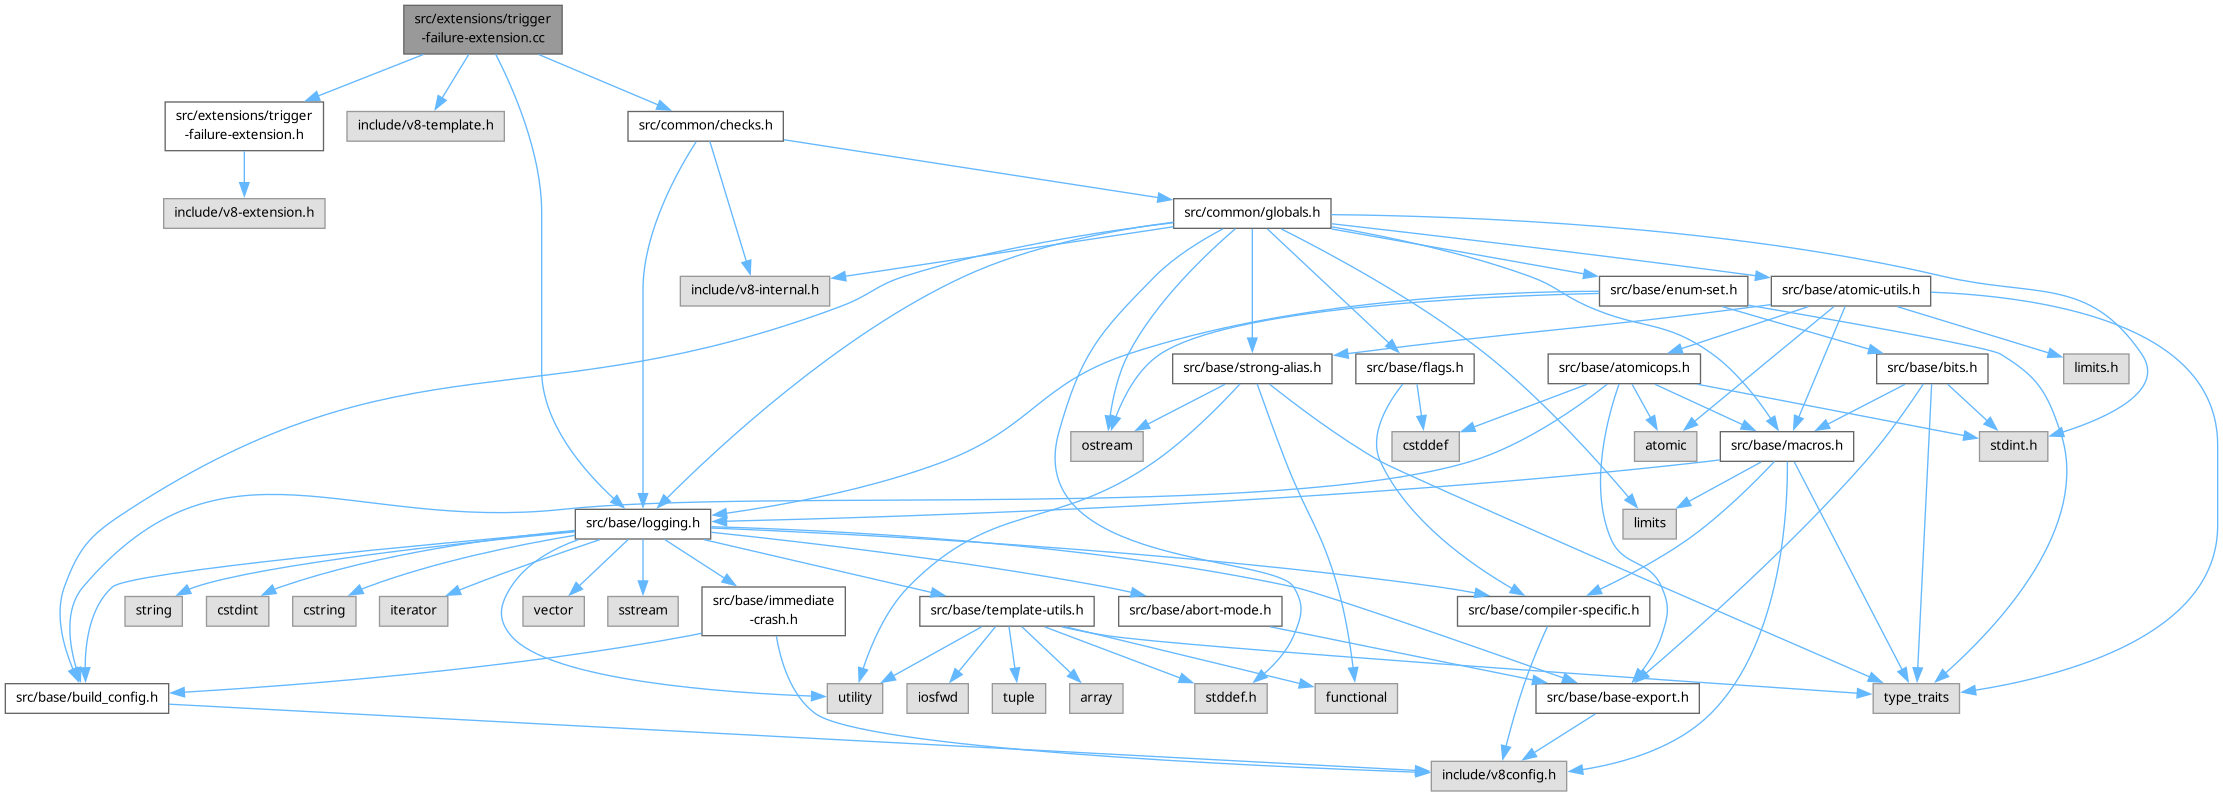 src/extensions/trigger
-failure-extension.cc
src/extensions/trigger
-failure-extension.h
include/v8-template.h
src/common/checks.h
include/v8-extension.h
src/common/globals.h
include/v8-internal.h
src/base/enum-set.h
src/base/atomic-utils.h
src/base/strong-alias.h
src/base/flags.h
src/base/atomicops.h
src/base/bits.h
limits.h
ostream
cstddef
atomic
src/base/macros.h
stdint.h
src/base/logging.h
limits
string
cstdint
cstring
iterator
vector
sstream
src/base/immediate
-crash.h
src/base/template-utils.h
src/base/abort-mode.h
src/base/compiler-specific.h
src/base/build_config.h
utility
iosfwd
tuple
array
stddef.h
functional
src/base/base-export.h
type_traits
include/v8config.h